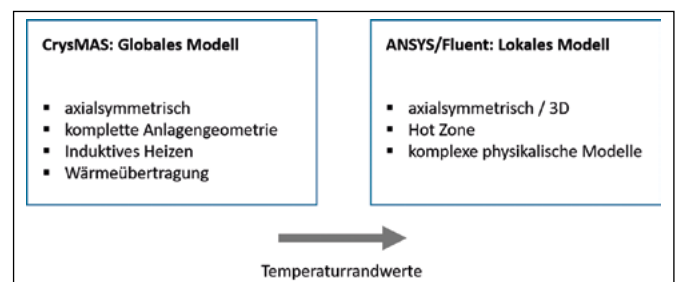 CrysMAS: Globales Modell
▪ axialsymmetrisch
▪ komplette Anlagengeometrie
▪ Induktives Heizen
▪ Wärmeübertragung
ANSYS/Fluent: Lokales Modell
▪ axialsymmetrisch / 3D
▪ Hot Zone
▪ komplexe physikalische Modelle
Temperaturrandwerte